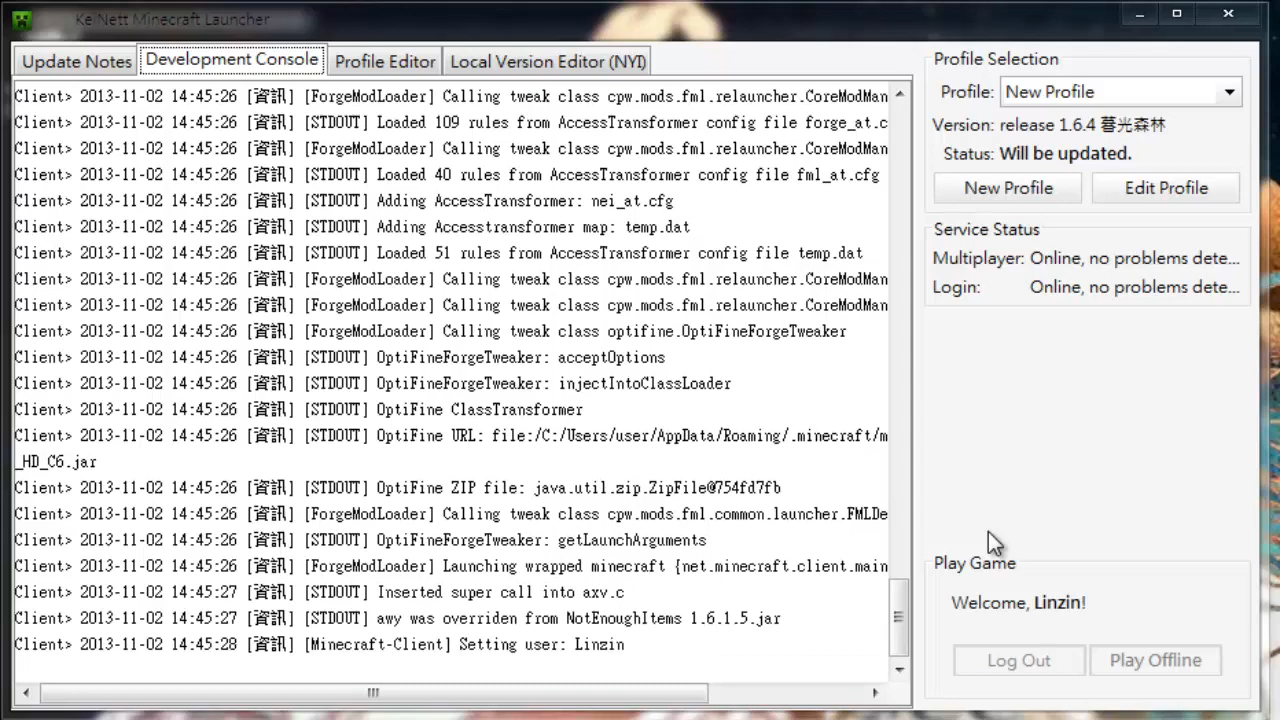 KeiNett Minecraft Launcher
Update Notes
Development Console
Profile Editor
Local Version Editor (NYI)
Client> 2013-11-02 14:45:26 [資訊] [ForgeModLoader] Calling tweak class cpw.mods.fml.relauncher.CoreModMan
Client> 2013-11-02 14:45:26 [資訊] [STDOUT] Loaded 109 rules from AccessTransformer config file forge_at.c
Client> 2013-11-02 14:45:26 [資訊] [ForgeModLoader] Calling tweak class cpw.mods.fml.relauncher.CoreModMan
Client> 2013-11-02 14:45:26 [資訊] [STDOUT] Loaded 40 rules from AccessTransformer config file fml_at.cfg
Client> 2013-11-02 14:45:26 [資訊] [STDOUT] Adding AccessTransformer: nei_at.cfg
Client> 2013-11-02 14:45:26 [資訊] [STDOUT] Adding Accesstransformer map: temp.dat
Client> 2013-11-02 14:45:26 [資訊] [STDOUT] Loaded 51 rules from AccessTransformer config file temp.dat
Client> 2013-11-02 14:45:26 [資訊] [ForgeModLoader] Calling tweak class cpw.mods.fml.relauncher.CoreModMan
Client> 2013-11-02 14:45:26 [資訊] [ForgeModLoader] Calling tweak class cpw.mods.fml.relauncher.CoreModMan
Client> 2013-11-02 14:45:26 [資訊] [ForgeModLoader] Calling tweak class optifine.OptiFineForgeTweaker
Client> 2013-11-02 14:45:26 [資訊] [STDOUT] OptiFineForgeTweaker: acceptOptions
Client> 2013-11-02 14:45:26 [資訊] [STDOUT] OptiFineForgeTweaker: injectIntoClassLoader
Client> 2013-11-02 14:45:26 [資訊] [STDOUT] OptiFine ClassTransformer
Client> 2013-11-02 14:45:26 [資訊] [STDOUT] OptiFine URL: file:/C:/Users/user/AppData/Roaming/.minecraft/m
_HD_C6.jar
Client> 2013-11-02 14:45:26 [資訊] [STDOUT] OptiFine ZIP file: java.util.zip.ZipFile@754fd7fb
Client> 2013-11-02 14:45:26 [資訊] [ForgeModLoader] Calling tweak class cpw.mods.fml.common.launcher.FMLDe
Client> 2013-11-02 14:45:26 [資訊] [STDOUT] OptiFineForgeTweaker: getLaunchArguments
Client> 2013-11-02 14:45:26 [資訊] [ForgeModLoader] Launching wrapped minecraft {net.minecraft.client.main
Client> 2013-11-02 14:45:27 [資訊] [STDOUT] Inserted super call into axv.c
Client> 2013-11-02 14:45:27 [資訊] [STDOUT] awy was overriden from NotEnoughItems 1.6.1.5.jar
Client> 2013-11-02 14:45:28 [資訊] [Minecraft-Client] Setting user: Linzin
Profile Selection
Profile: New Profile
Version: release 1.6.4 暮光森林
Status: Will be updated.
New Profile
Edit Profile
Service Status
Multiplayer: Online, no problems dete...
Login: Online, no problems dete...
Play Game
Welcome, Linzin!
Log Out
Play Offline